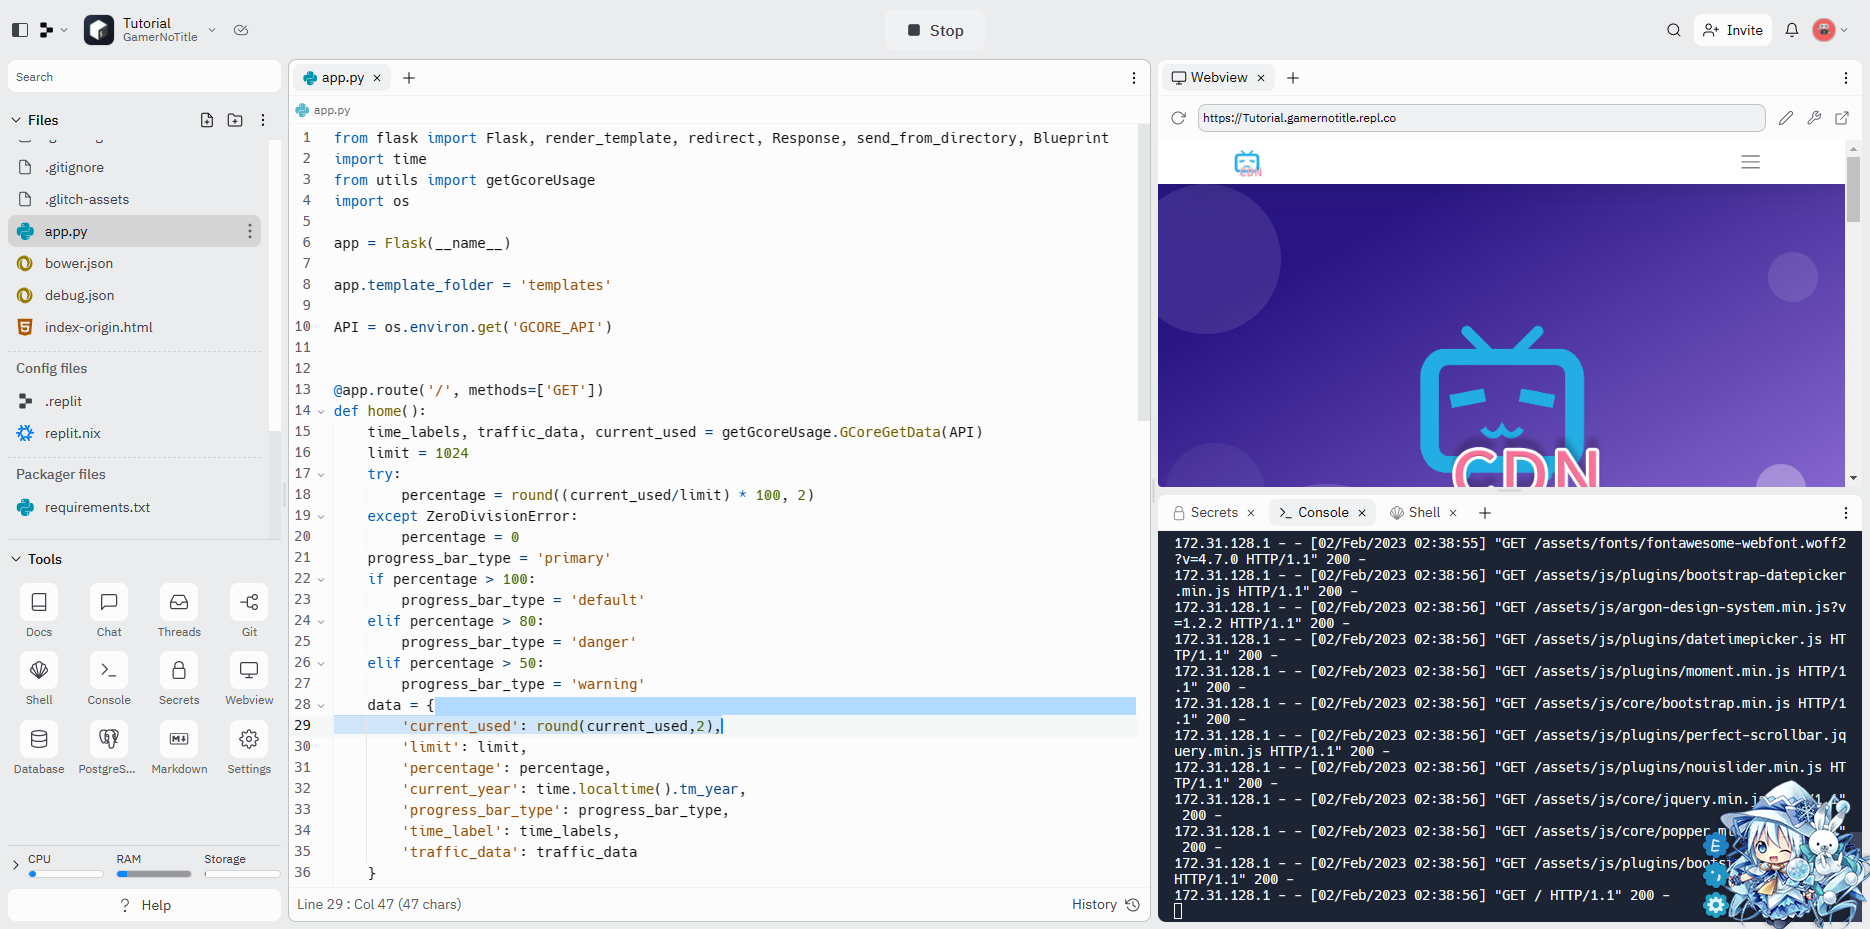 Tutorial
GamerNoTitle
Stop
Invite
Search
Files
.gitignore
.glitch-assets
app.py
bower.json
debug.json
index-origin.html
Config files
.replit
replit.nix
Packager files
requirements.txt
Tools
Docs
Chat
Threads
Git
Shell
Console
Secrets
Webview
Database
PostgreS...
Markdown
Settings
CPU
RAM
Storage
? Help
app.py
app.py
1 from flask import Flask, render_template, redirect, Response, send_from_directory, Blueprint
2 import time
3 from utils import getGcoreUsage
4 import os
5
6 app = Flask(__name__)
7
8 app.template_folder = 'templates'
9
10 API = os.environ.get('GCORE_API')
11
12
13 @app.route('/', methods=['GET'])
14 def home():
15 time_labels, traffic_data, current_used = getGcoreUsage.GCoreGetData(API)
16 limit = 1024
17 try:
18 percentage = round((current_used/limit) * 100, 2)
19 except ZeroDivisionError:
20 percentage = 0
21 progress_bar_type = 'primary'
22 if percentage > 100:
23 progress_bar_type = 'default'
24 elif percentage > 80:
25 progress_bar_type = 'danger'
26 elif percentage > 50:
27 progress_bar_type = 'warning'
28 data = {
29 'current_used': round(current_used,2),
30 'limit': limit,
31 'percentage': percentage,
32 'current_year': time.localtime().tm_year,
33 'progress_bar_type': progress_bar_type,
34 'time_label': time_labels,
35 'traffic_data': traffic_data
36 }
Line 29 : Col 47 (47 chars)
History
Webview
https://Tutorial.gamernotitle.repl.co
CDN
CDN
Secrets
Console
Shell
172.31.128.1 - - [02/Feb/2023 02:38:55] "GET /assets/fonts/fontawesome-webfont.woff2
?v=4.7.0 HTTP/1.1" 200 -
172.31.128.1 - - [02/Feb/2023 02:38:56] "GET /assets/js/plugins/bootstrap-datepicker
.min.js HTTP/1.1" 200 -
172.31.128.1 - - [02/Feb/2023 02:38:56] "GET /assets/js/argon-design-system.min.js?v
=1.2.2 HTTP/1.1" 200 -
172.31.128.1 - - [02/Feb/2023 02:38:56] "GET /assets/js/plugins/datetimepicker.js HT
TP/1.1" 200 -
172.31.128.1 - - [02/Feb/2023 02:38:56] "GET /assets/js/plugins/moment.min.js HTTP/1
.1" 200 -
172.31.128.1 - - [02/Feb/2023 02:38:56] "GET /assets/js/core/bootstrap.min.js HTTP/1
.1" 200 -
172.31.128.1 - - [02/Feb/2023 02:38:56] "GET /assets/js/plugins/perfect-scrollbar.jq
uery.min.js HTTP/1.1" 200 -
172.31.128.1 - - [02/Feb/2023 02:38:56] "GET /assets/js/plugins/nouislider.min.js HT
TP/1.1" 200 -
172.31.128.1 - - [02/Feb/2023 02:38:56] "GET /assets/js/core/jquery.min.j
200 -
172.31.128.1 - - [02/Feb/2023 02:38:56] "GET /assets/js/core/popper.m
200 -
172.31.128.1 - - [02/Feb/2023 02:38:56] "GET /assets/js/plugins/boots
HTTP/1.1" 200 -
172.31.128.1 - - [02/Feb/2023 02:38:56] "GET / HTTP/1.1" 200 -
E